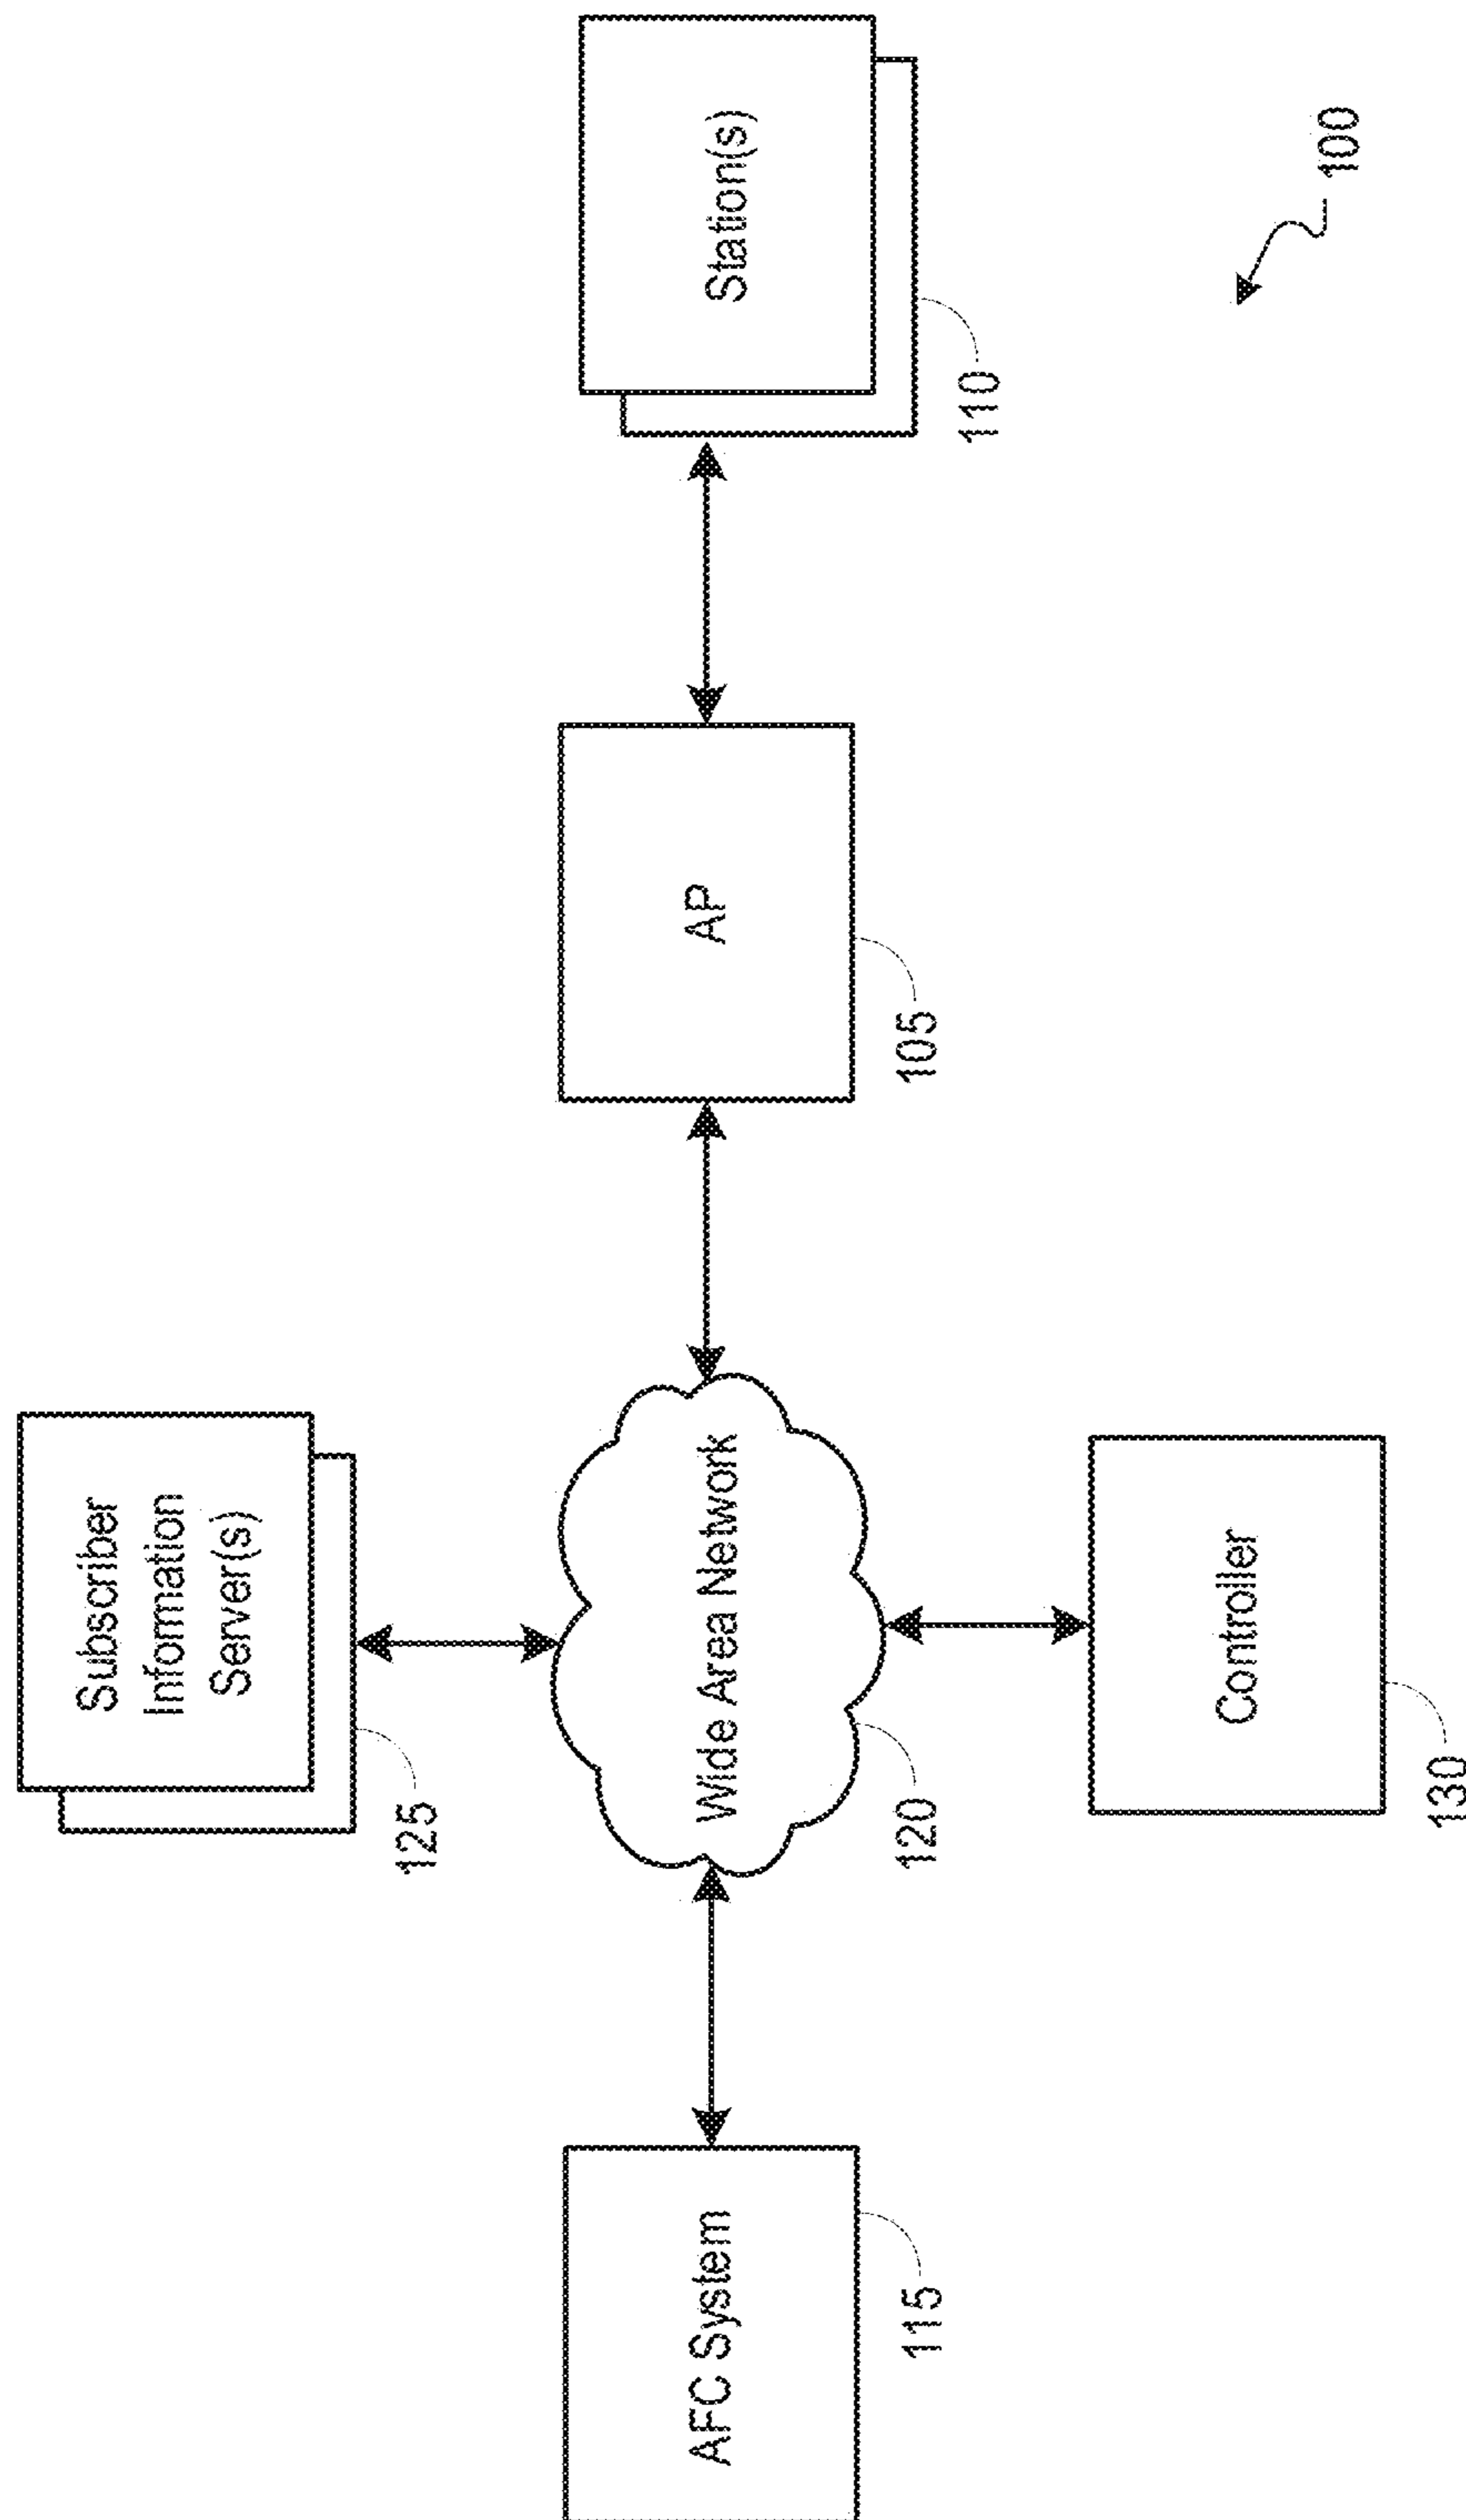 Subscriber
Information
Server(s)
125
AFC System
115
Wide Area Network
120
AP
105
Station(s)
110
Controller
130
100